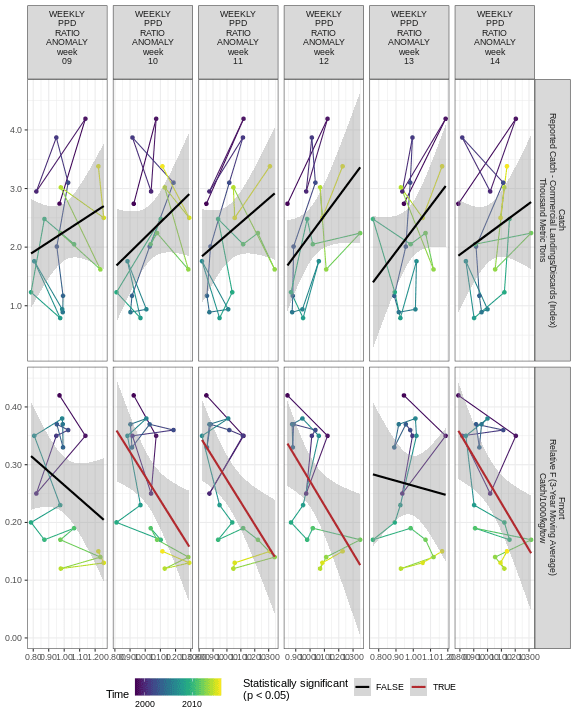 WEEKLY
PPD
RATIO
ANOMALY
week
09
WEEKLY
PPD
RATIO
ANOMALY
week
10
WEEKLY
PPD
RATIO
ANOMALY
week
11
WEEKLY
PPD
RATIO
ANOMALY
week
12
WEEKLY
PPD
RATIO
ANOMALY
week
13
WEEKLY
PPD
RATIO
ANOMALY
week
14
4.0
3.0
2.0
1.0
Catch
Reported Catch - Commercial Landings/Discards (Index)
Thousand Metric Tons
0.40
0.30
0.20
0.10
0.00
Fmort
Relative F (3-Year Moving Average)
Catch/1000/kg/tow
Time
2000
2010
Statistically significant
(p < 0.05)
FALSE
TRUE